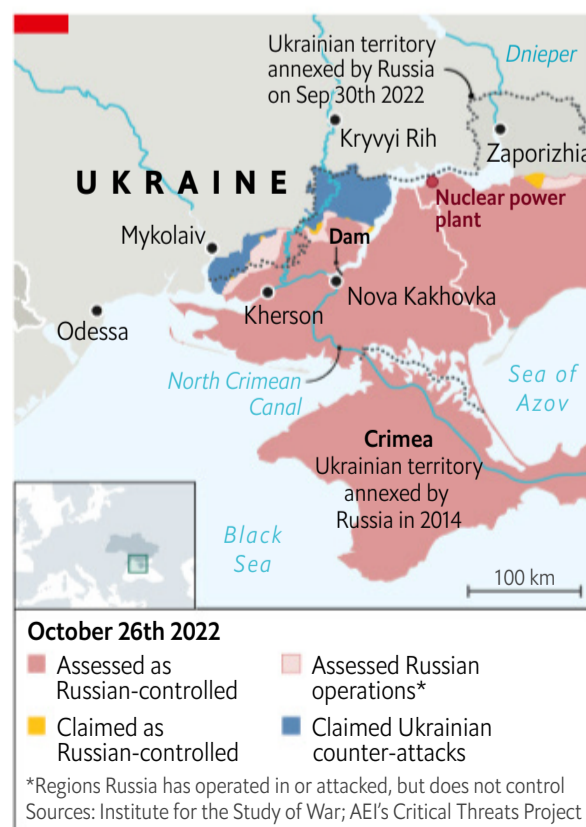 Ukrainian territory
annexed by Russia
on Sep 30th 2022
Dnieper
Kryvyi Rih
Zaporizhia
UKRAINE
Nuclear power
plant
Mykolaiv
Dam
Nova Kakhovka
Kherson
Odessa
North Crimean
Canal
Sea of
Azov
Crimea
Ukrainian territory
annexed by
Russia in 2014
Black
Sea
100 km
October 26th 2022
Assessed as
Russian-controlled
Assessed Russian
operations*
Claimed as
Russian-controlled
Claimed Ukrainian
counter-attacks
*Regions Russia has operated in or attacked, but does not control
Sources: Institute for the Study of War; AEI’s Critical Threats Project